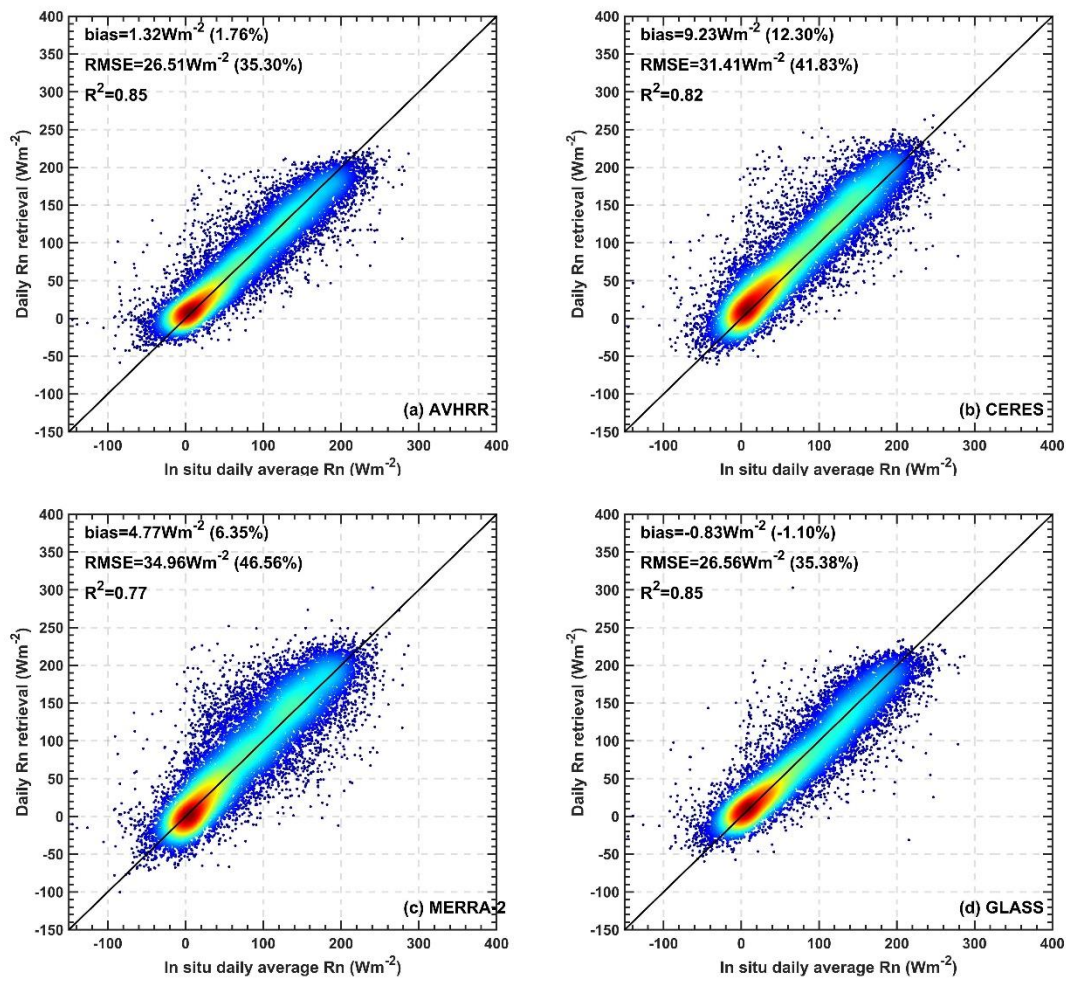 400
350
300
250
200
150
100
50
0
-50
-100
-150
Daily Rn retrieval (Wm-2)
bias=1.32Wm-2 (1.76%)
RMSE=26.51Wm-2 (35.30%)
R2=0.85
(a) AVHRR
-100 0 100 200 300 400
In situ daily average Rn (Wm-2)
400
350
300
250
200
150
100
50
0
-50
-100
-150
Daily Rn retrieval (Wm-2)
bias=9.23Wm-2 (12.30%)
RMSE=31.41Wm-2 (41.83%)
R2=0.82
(b) CERES
-100 0 100 200 300 400
In situ daily average Rn (Wm-2)
400
350
300
250
200
150
100
50
0
-50
-100
-150
Daily Rn retrieval (Wm-2)
bias=4.77Wm-2 (6.35%)
RMSE=34.96Wm-2 (46.56%)
R2=0.77
(c) MERRA-2
-100 0 100 200 300 400
In situ daily average Rn (Wm-2)
400
350
300
250
200
150
100
50
0
-50
-100
-150
Daily Rn retrieval (Wm-2)
bias=-0.83Wm-2 (-1.10%)
RMSE=26.56Wm-2 (35.38%)
R2=0.85
(d) GLASS
-100 0 100 200 300 400
In situ daily average Rn (Wm-2)